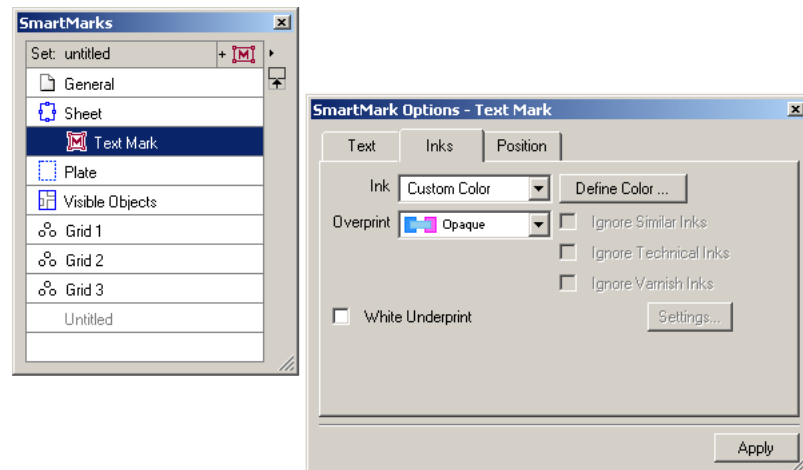 SmartMarks
Set: untitled
General
Sheet
Text Mark
Plate
Visible Objects
Grid 1
Grid 2
Grid 3
Untitled
SmartMark Options - Text Mark
Text Inks Position
Ink Custom Color Define Color ...
Overprint Opaque Ignore Similar Inks
Ignore Technical Inks
Ignore Varnish Inks
White Underprint Settings...
Apply